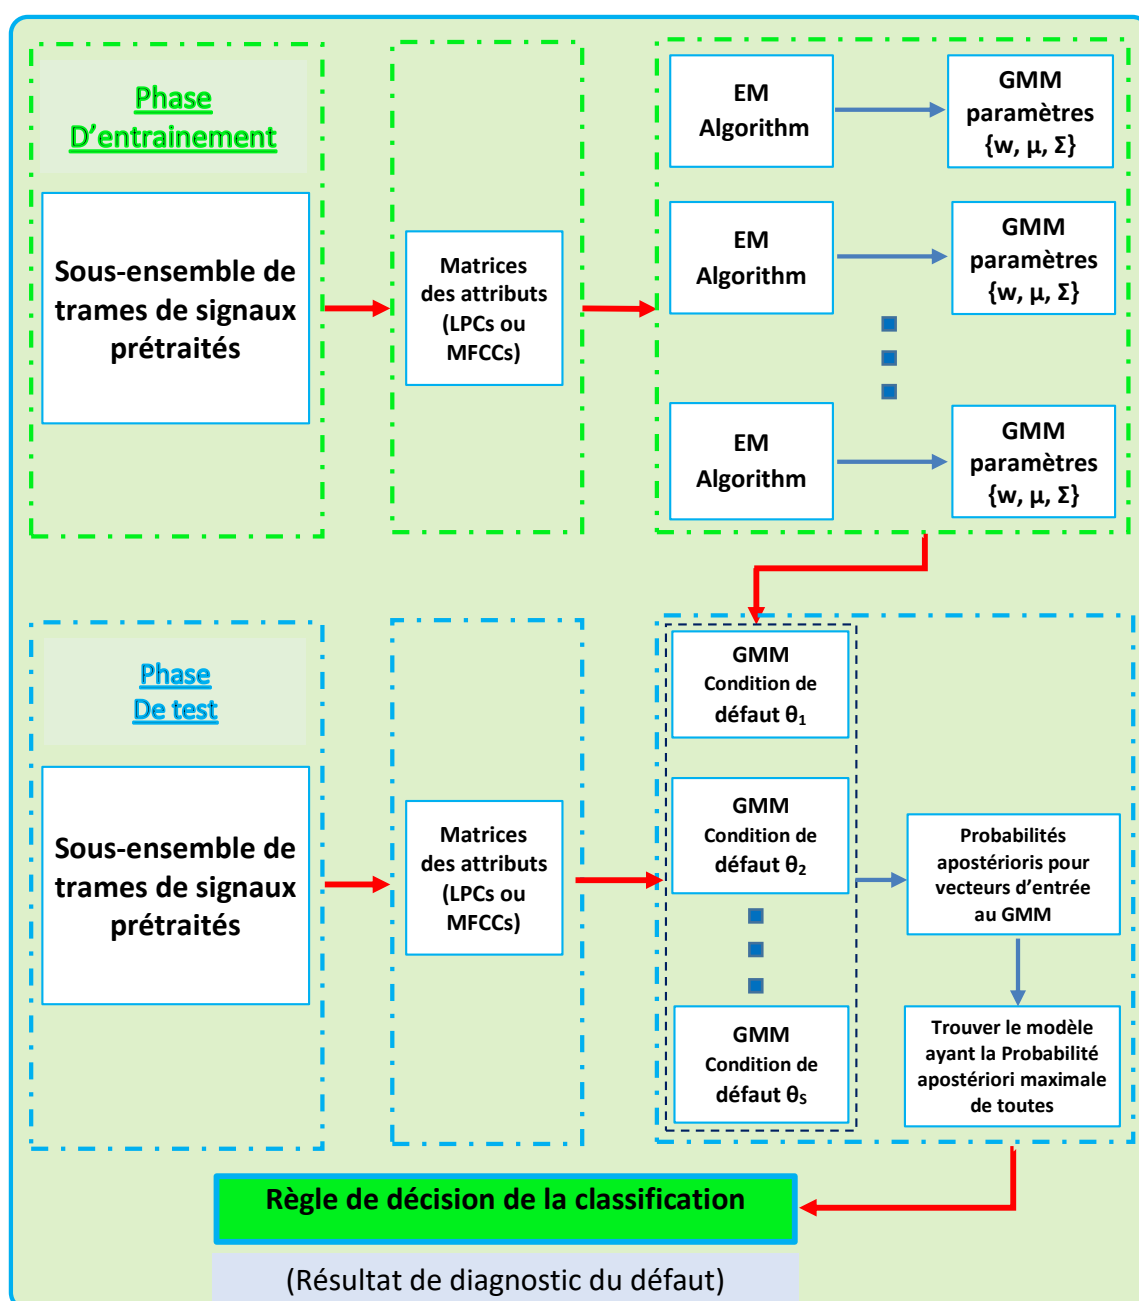 Phase
D'entrainement
Sous-ensemble de
trames de signaux
prétraités
Matrices
des attributs
(LPCs ou
MFCCs)
EM
Algorithm
GMM
paramètres
{w, μ, Σ}
EM
Algorithm
GMM
paramètres
{w, μ, Σ}
EM
Algorithm
GMM
paramètres
{w, μ, Σ}
Phase
De test
Sous-ensemble de
trames de signaux
prétraités
Matrices
des attributs
(LPCs ou
MFCCs)
GMM
Condition de
défaut θ₁
GMM
Condition de
défaut θ₂
GMM
Condition de
défaut θₛ
Probabilités
apostérioris pour
vecteurs d'entrée
au GMM
Trouver le modèle
ayant la Probabilité
apostériori maximale
de toutes
Règle de décision de la classification
(Résultat de diagnostic du défaut)